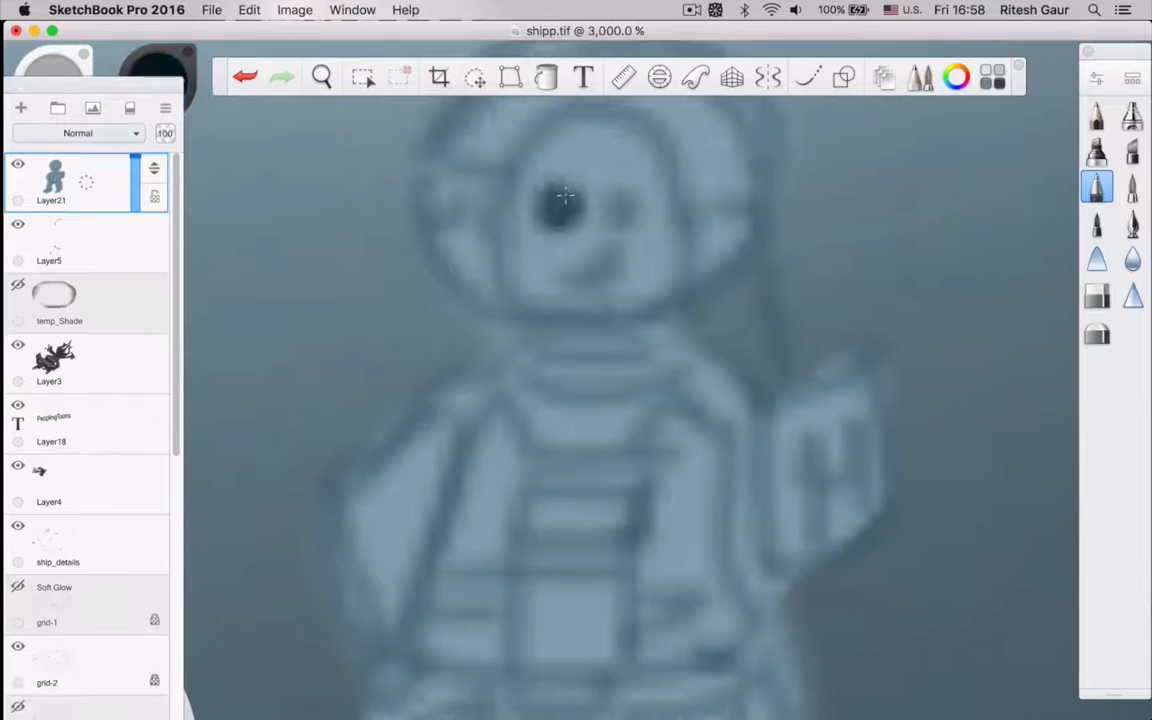 SketchBook Pro 2016 File Edit Image Window Help 100% U.S. Fri 16:58 Ritesh Gaur
shipp.tif @ 3,000.0 %
T
Normal 100
Layer21
Layer5
temp_Shade
Layer3
PeepingToons
T
Layer18
Layer4
ship_details
Soft Glow
grid-1
grid-2